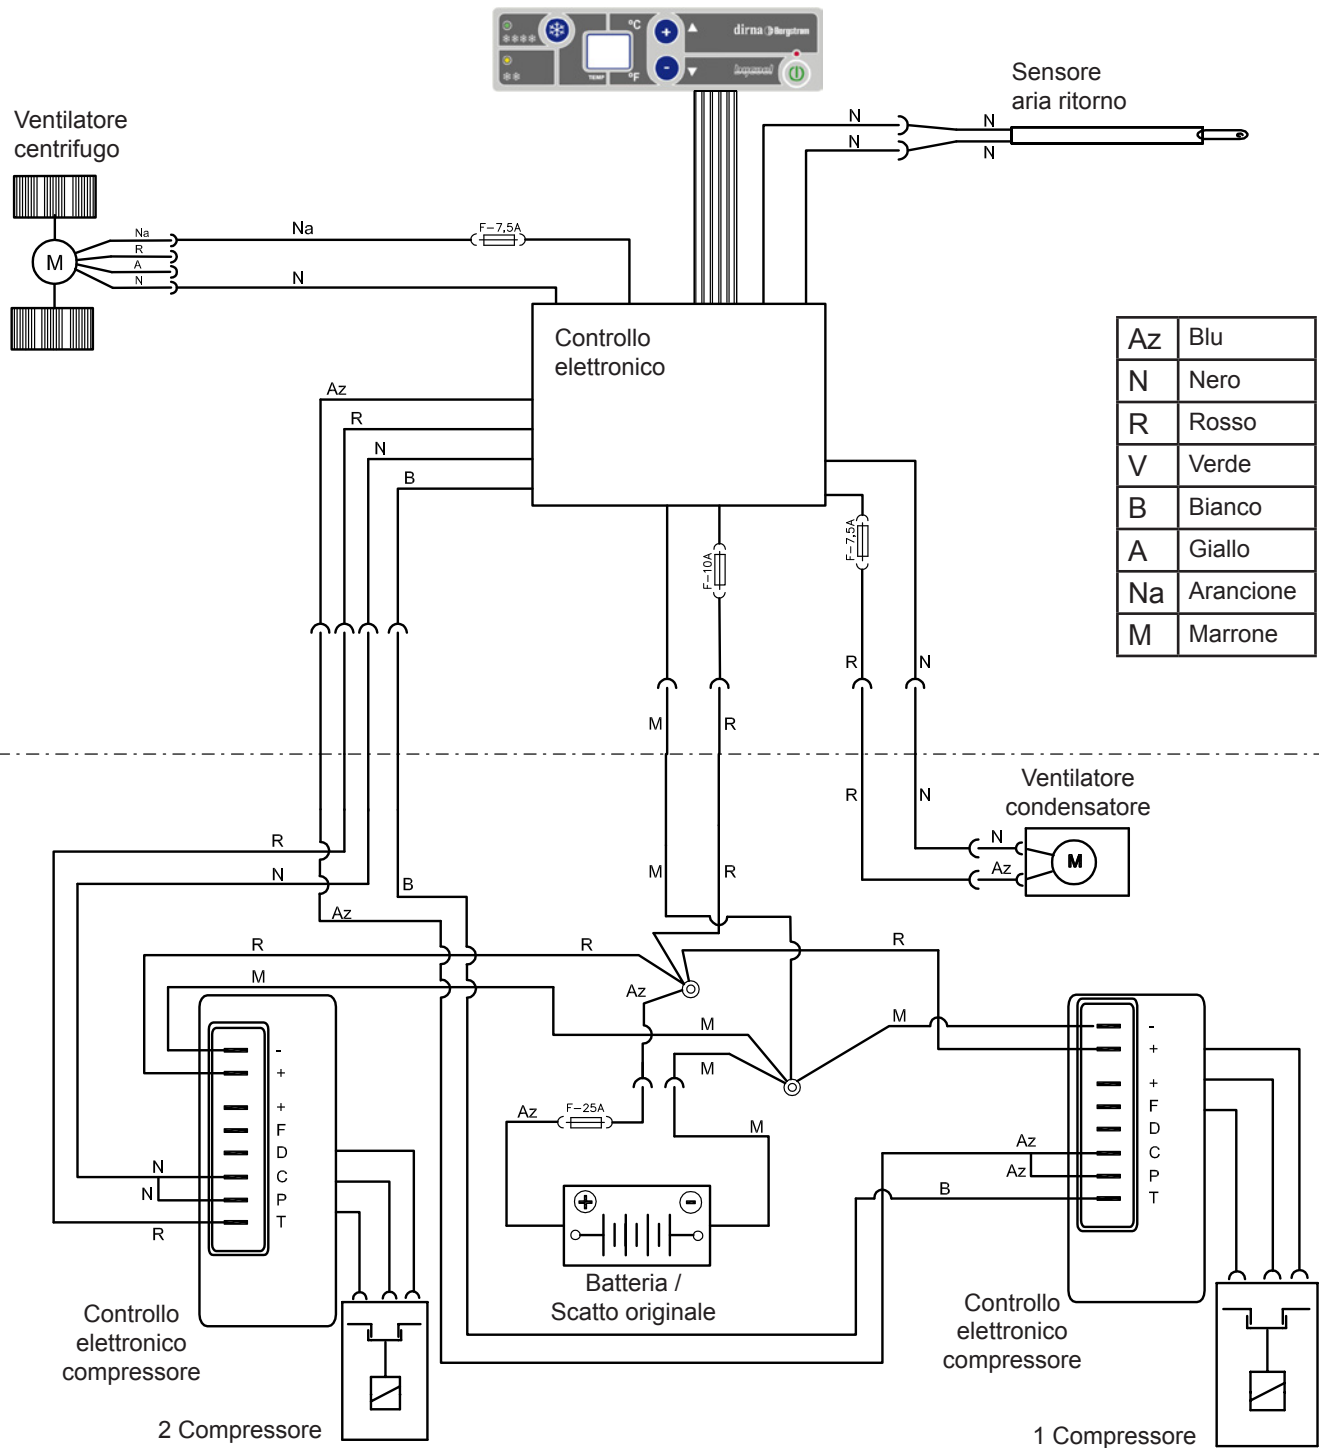 °C
dirna Bergstrom
+
-
TEMP
°F
Sensore
aria ritorno
N
N
N
N
Ventilatore
centrifugo
M
Na
R
A
N
Na
N
F-7,5A
Controllo
elettronico
Az Blu
N Nero
R Rosso
V Verde
B Bianco
A Giallo
Na Arancione
M Marrone
Az
R
N
B
F-10A
F-7,5A
R
N
M
R
Ventilatore
condensatore
R
N
N
Az
M
R
N
B
Az
M
R
R
R
R
M
Az
M
M
M
M
Az
F-25A
-
+
+
F
D
C
P
T
N
N
R
-
+
+
F
D
C
P
T
Az
Az
B
+
-
Batteria /
Scatto originale
Controllo
elettronico
compressore
2 Compressore
Controllo
elettronico
compressore
1 Compressore